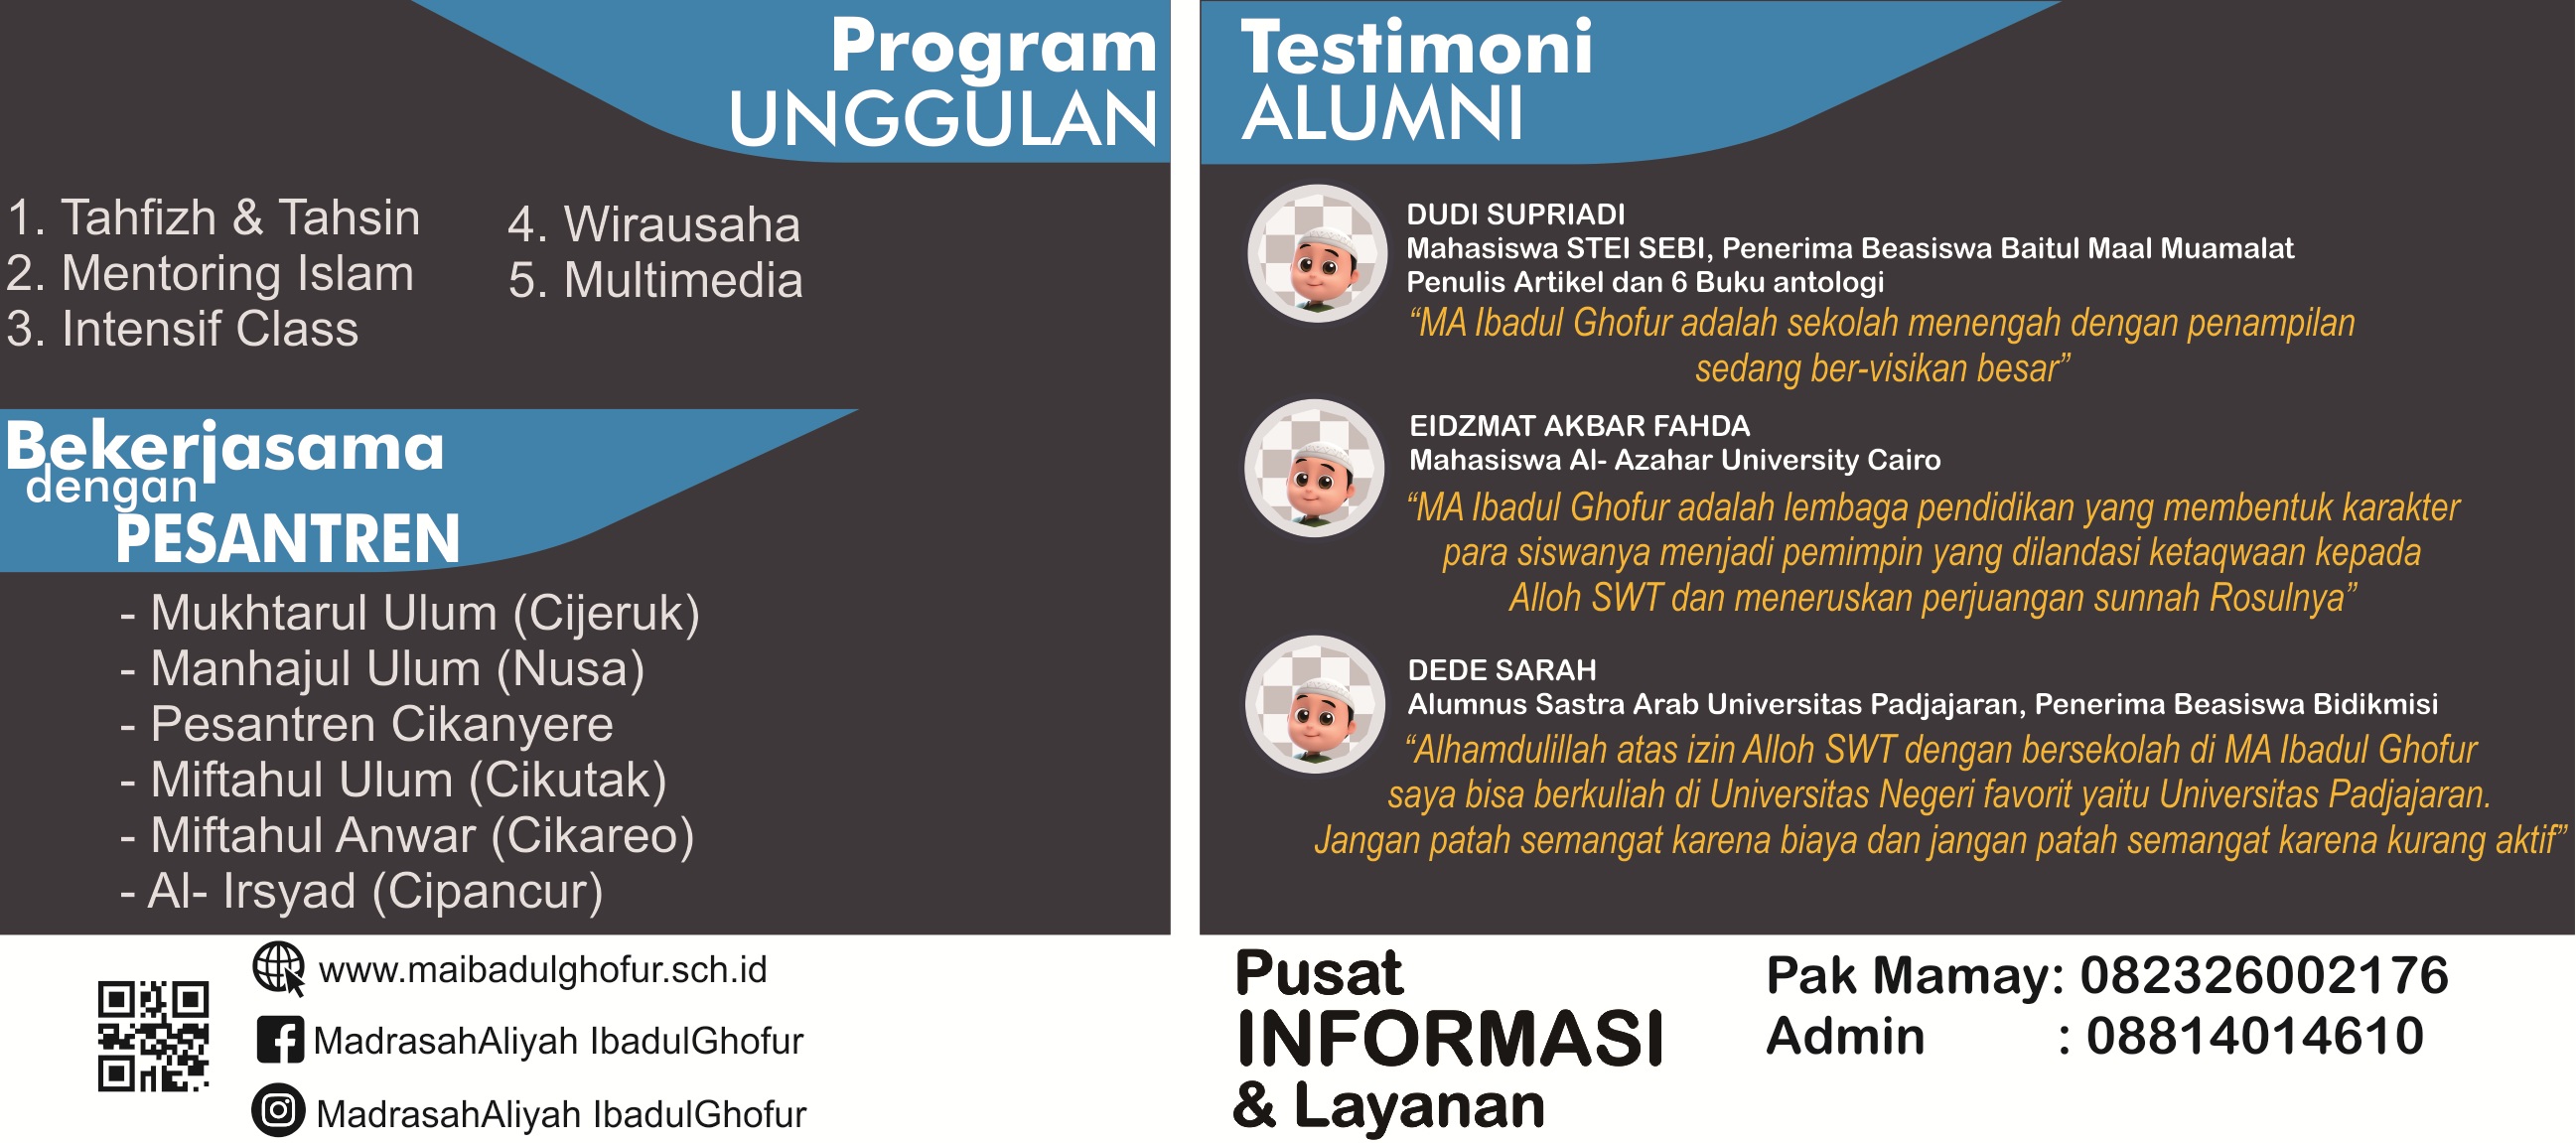 Program
UNGGULAN
1. Tahfizh & Tahsin
2. Mentoring Islam
3. Intensif Class
4. Wirausaha
5. Multimedia
Bekerjasama
dengan
PESANTREN
- Mukhtarul Ulum (Cijeruk)
- Manhajul Ulum (Nusa)
- Pesantren Cikanyere
- Miftahul Ulum (Cikutak)
- Miftahul Anwar (Cikareo)
- Al- Irsyad (Cipancur)
www.maibadulghofur.sch.id
MadrasahAliyah IbadulGhofur
MadrasahAliyah IbadulGhofur
Testimoni
ALUMNI
DUDI SUPRIADI
Mahasiswa STEI SEBI, Penerima Beasiswa Baitul Maal Muamalat
Penulis Artikel dan 6 Buku antologi
“MA Ibadul Ghofur adalah sekolah menengah dengan penampilan
sedang ber-visikan besar”
EIDZMAT AKBAR FAHDA
Mahasiswa Al- Azahar University Cairo
“MA Ibadul Ghofur adalah lembaga pendidikan yang membentuk karakter
para siswanya menjadi pemimpin yang dilandasi ketaqwaan kepada
Alloh SWT dan meneruskan perjuangan sunnah Rosulnya”
DEDE SARAH
Alumnus Sastra Arab Universitas Padjajaran, Penerima Beasiswa Bidikmisi
“Alhamdulillah atas izin Alloh SWT dengan bersekolah di MA Ibadul Ghofur
saya bisa berkuliah di Universitas Negeri favorit yaitu Universitas Padjajaran.
Jangan patah semangat karena biaya dan jangan patah semangat karena kurang aktif”
Pusat
INFORMASI
& Layanan
Pak Mamay: 082326002176
Admin : 08814014610